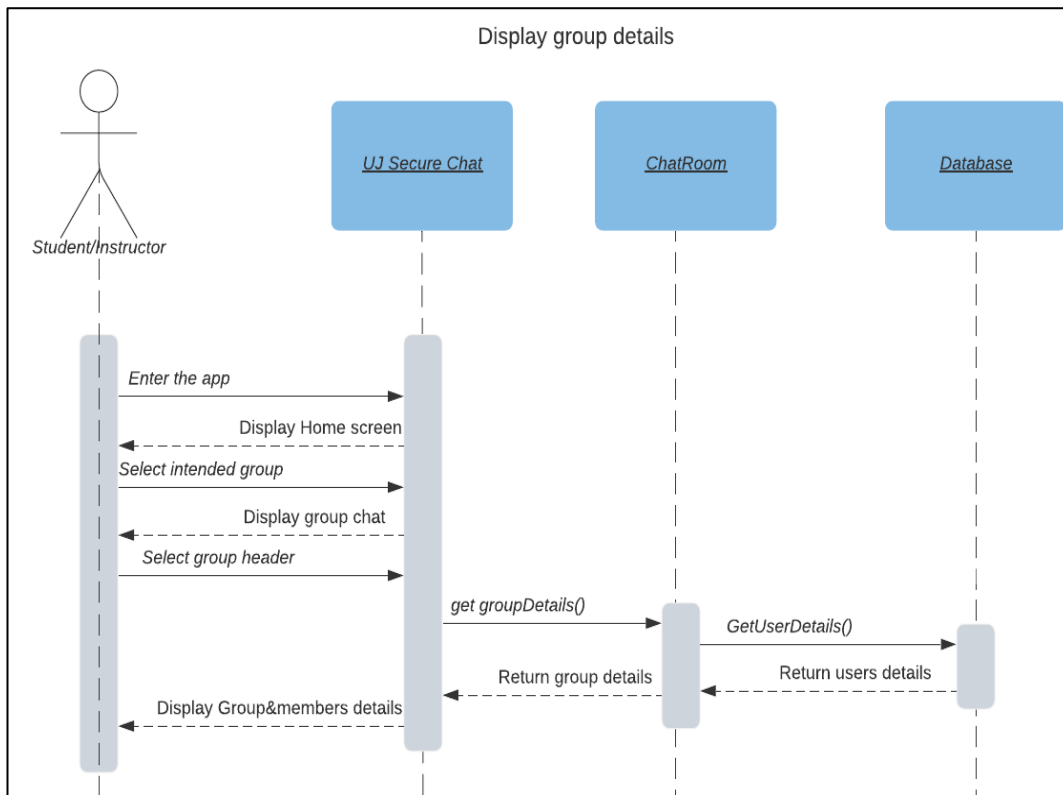 Display group details
UJ Secure Chat
ChatRoom
Database
Student/Instructor
Enter the app
Display Home screen
Select intended group
Display group chat
Select group header
get groupDetails()
GetUserDetails()
Return users details
Return group details
Display Group&members details